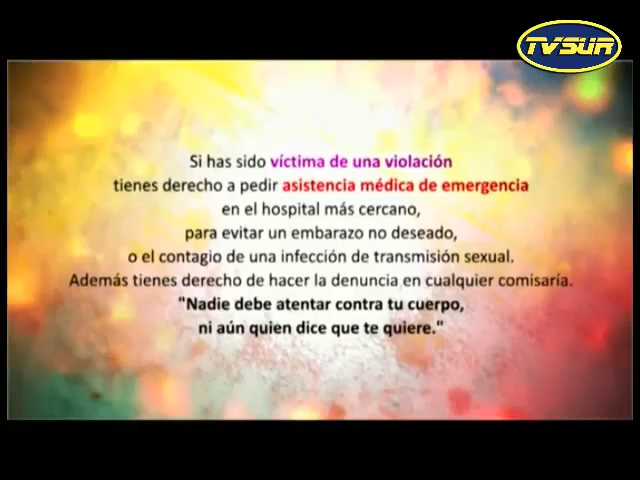 TVSUR
Si has sido víctima de una violación
tienes derecho a pedir asistencia médica de emergencia
en el hospital más cercano,
para evitar un embarazo no deseado,
o el contagio de una infección de transmisión sexual.
Además tienes derecho de hacer la denuncia en cualquier comisaría.
"Nadie debe atentar contra tu cuerpo,
ni aún quien dice que te quiere."